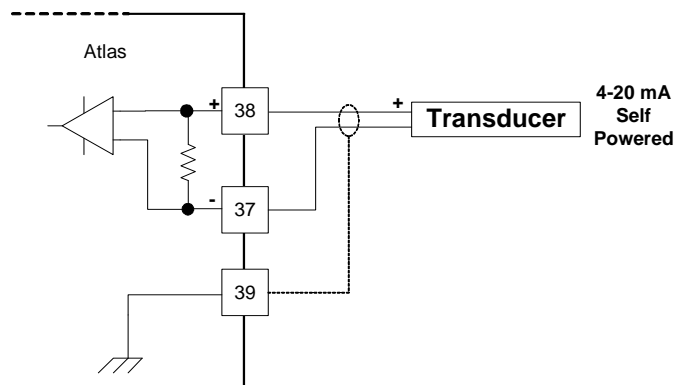 Atlas
+
38
+
Transducer
4-20 mA
Self
Powered
-
37
39